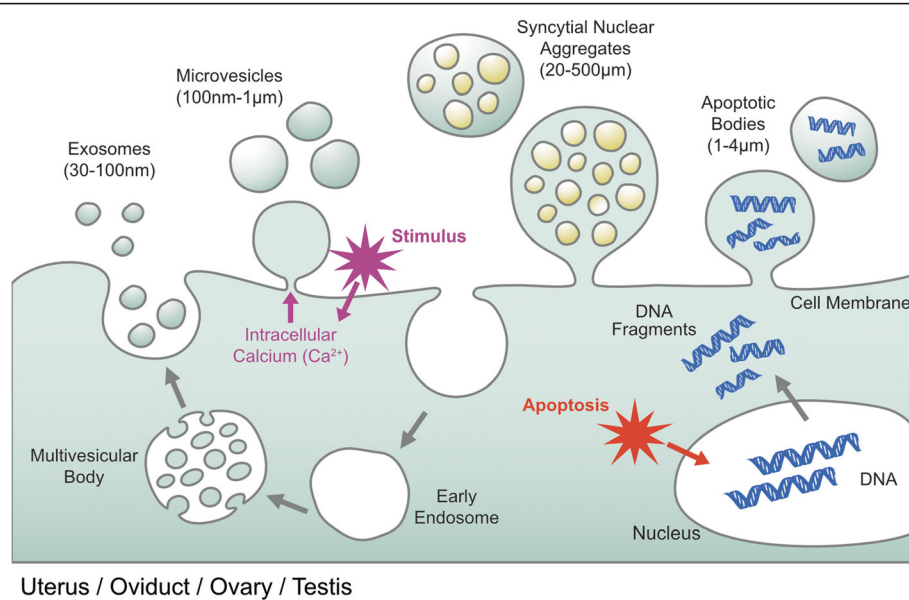 Syncytial Nuclear
Aggregates
(20-500μm)
Microvesicles
(100nm-1μm)
Apoptotic
Bodies
(1-4μm)
Exosomes
(30-100nm)
Stimulus
Cell Membrane
DNA
Fragments
Intracellular
Calcium (Ca²⁺)
Apoptosis
Multivesicular
Body
DNA
Early
Endosome
Nucleus
Uterus / Oviduct / Ovary / Testis